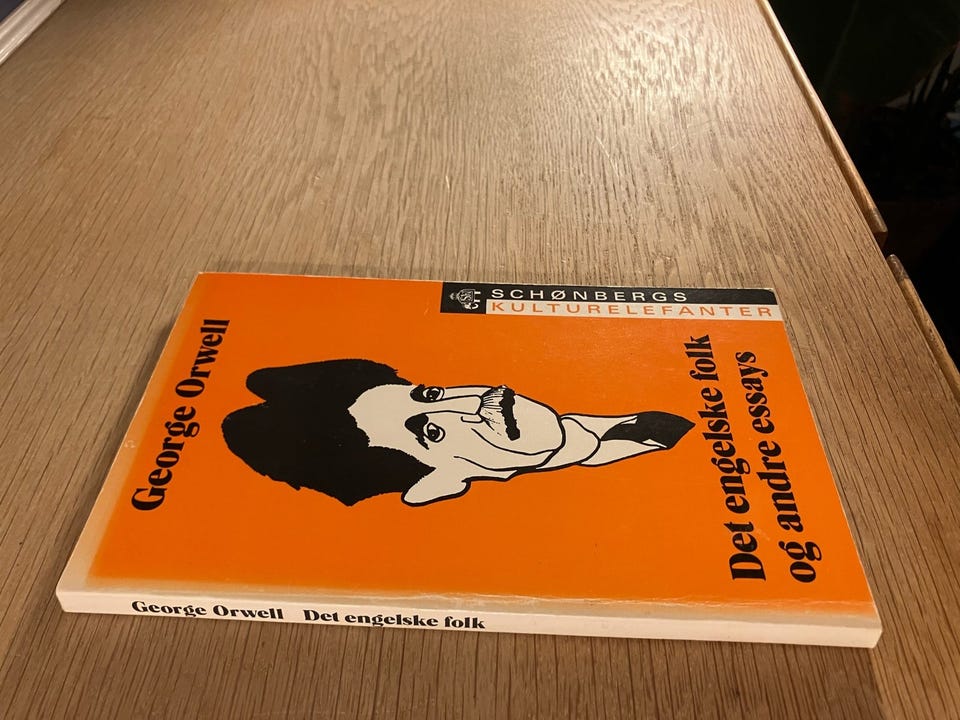 SCHØNBERGS
KULTURELEFANTER
George Orwell
Det engelske folk
og andre essays
George Orwell Det engelske folk